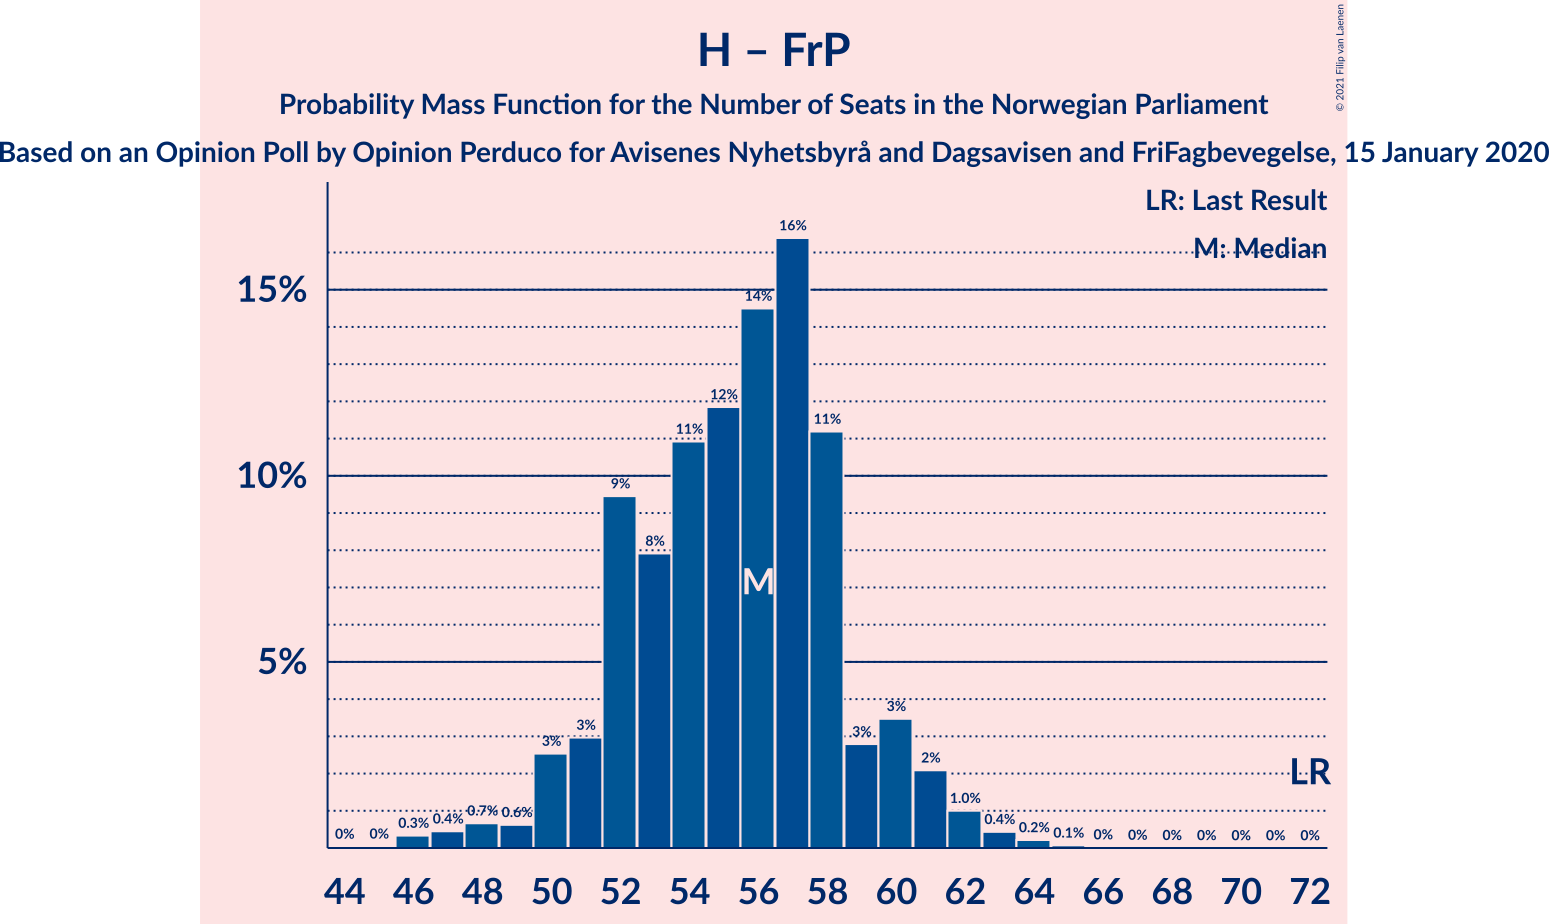 H – FrP
Probability Mass Function for the Number of Seats in the Norwegian Parliament
Based on an Opinion Poll by Opinion Perduco for Avisenes Nyhetsbyrå and Dagsavisen and FriFagbevegelse, 15 January 2020
© 2021 Filip van Laenen
LR: Last Result
M: Median
15%
10%
5%
0% 0% 0.3% 0.4% 0.7% 0.6% 3% 3% 9% 8% 11% 12% 14% 16% 11% 3% 3% 2% 1.0% 0.4% 0.2% 0.1% 0% 0% 0% 0% 0% 0% 0%
M
LR
44 46 48 50 52 54 56 58 60 62 64 66 68 70 72